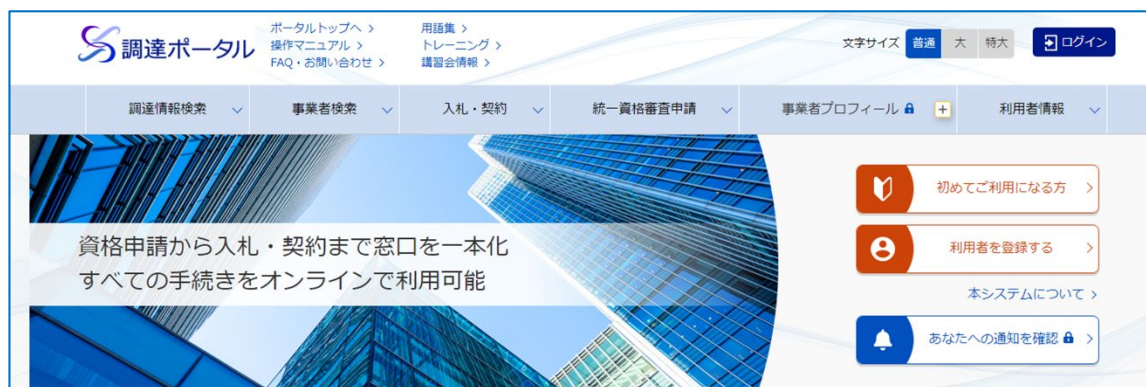 調達ポータル
ポータルトップへ >
操作マニュアル >
FAQ・お問い合わせ >
用語集 >
トレーニング >
講習会情報 >
文字サイズ 普通 大 特大
ログイン
調達情報検索
事業者検索
入札・契約
統一資格審査申請
事業者プロフィール
利用者情報
資格申請から入札・契約まで窓口を一本化
すべての手続きをオンラインで利用可能
初めてご利用になる方 >
利用者を登録する >
本システムについて >
あなたへの通知を確認 >